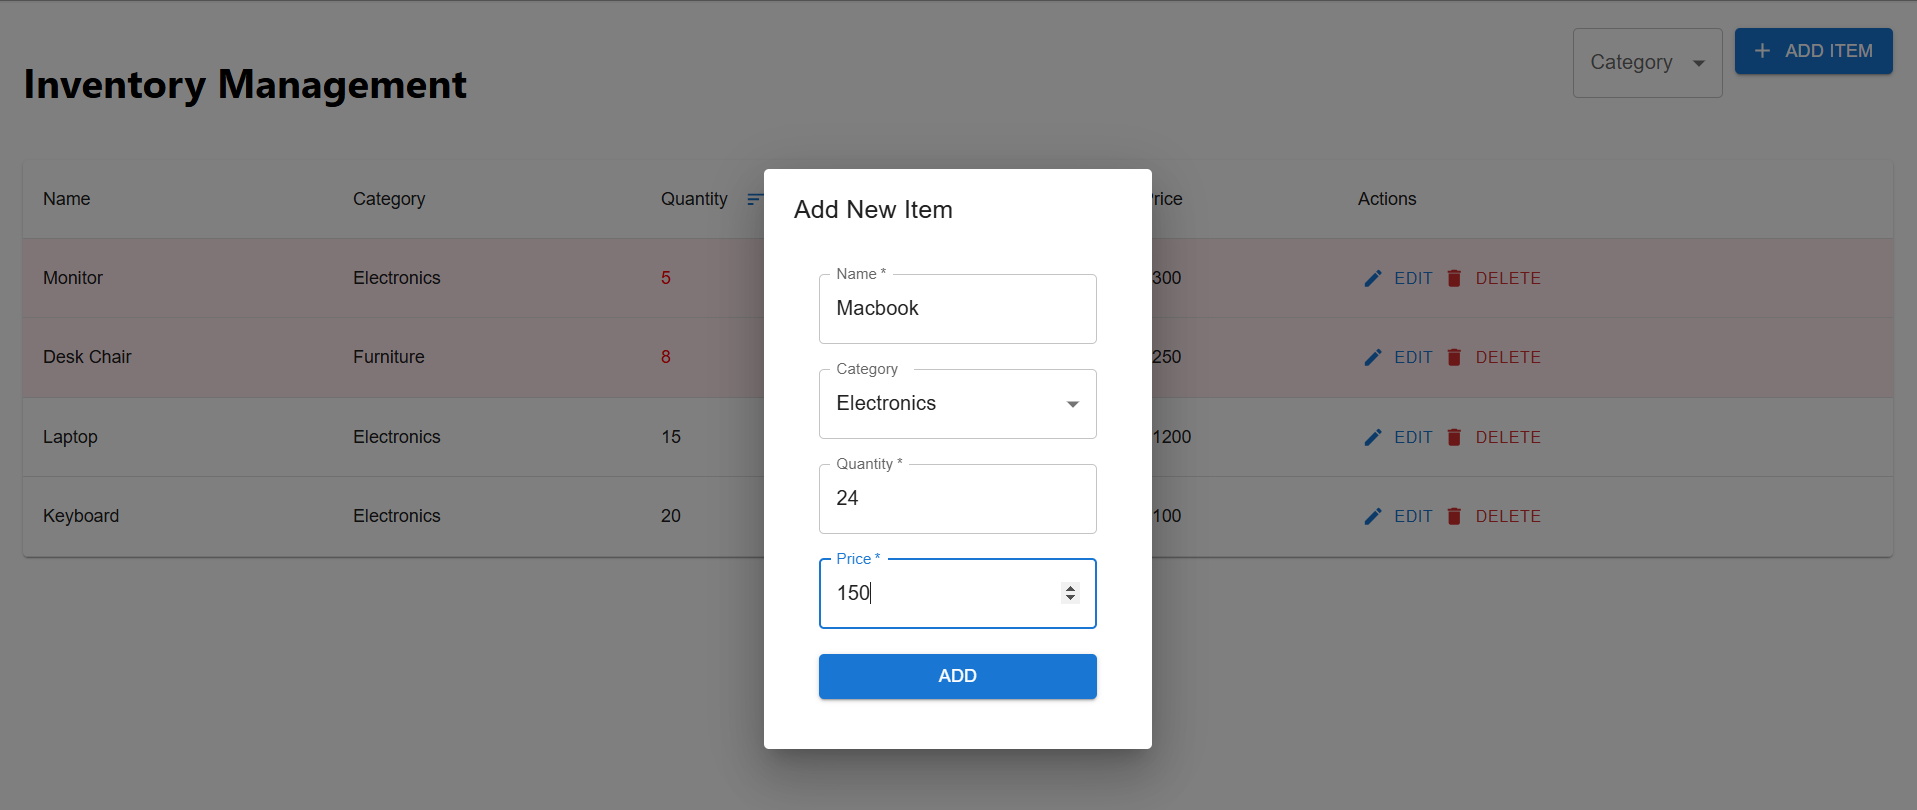 Inventory Management
Category
+ ADD ITEM
Name Category Quantity rice Actions
Monitor Electronics 5 300 EDIT DELETE
Desk Chair Furniture 8 250 EDIT DELETE
Laptop Electronics 15 1200 EDIT DELETE
Keyboard Electronics 20 100 EDIT DELETE
Add New Item
Name *
Macbook
Category
Electronics
Quantity *
24
Price *
150
ADD